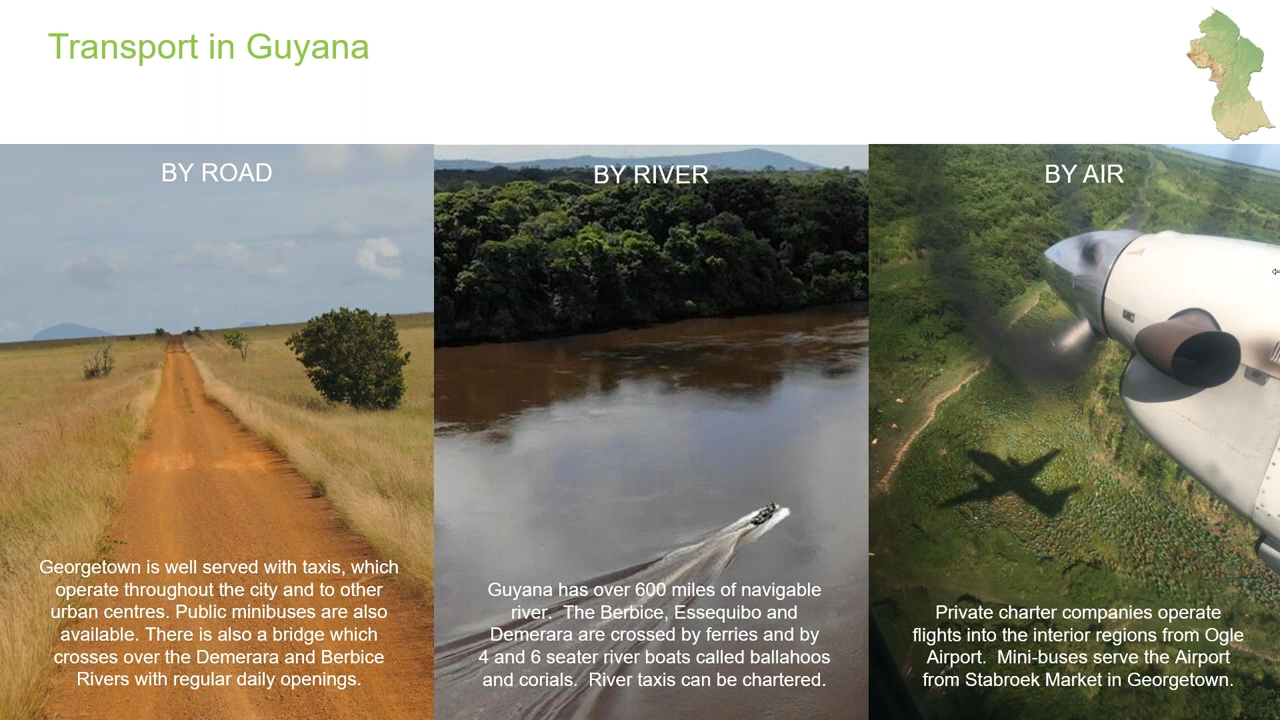 Transport in Guyana
BY ROAD
Georgetown is well served with taxis, which
operate throughout the city and to other
urban centres. Public minibuses are also
available. There is also a bridge which
crosses over the Demerara and Berbice
Rivers with regular daily openings.
BY RIVER
Guyana has over 600 miles of navigable
river.  The Berbice, Essequibo and
Demerara are crossed by ferries and by
4 and 6 seater river boats called ballahoos
and corials.  River taxis can be chartered.
BY AIR
Private charter companies operate
flights into the interior regions from Ogle
Airport.  Mini-buses serve the Airport
from Stabroek Market in Georgetown.